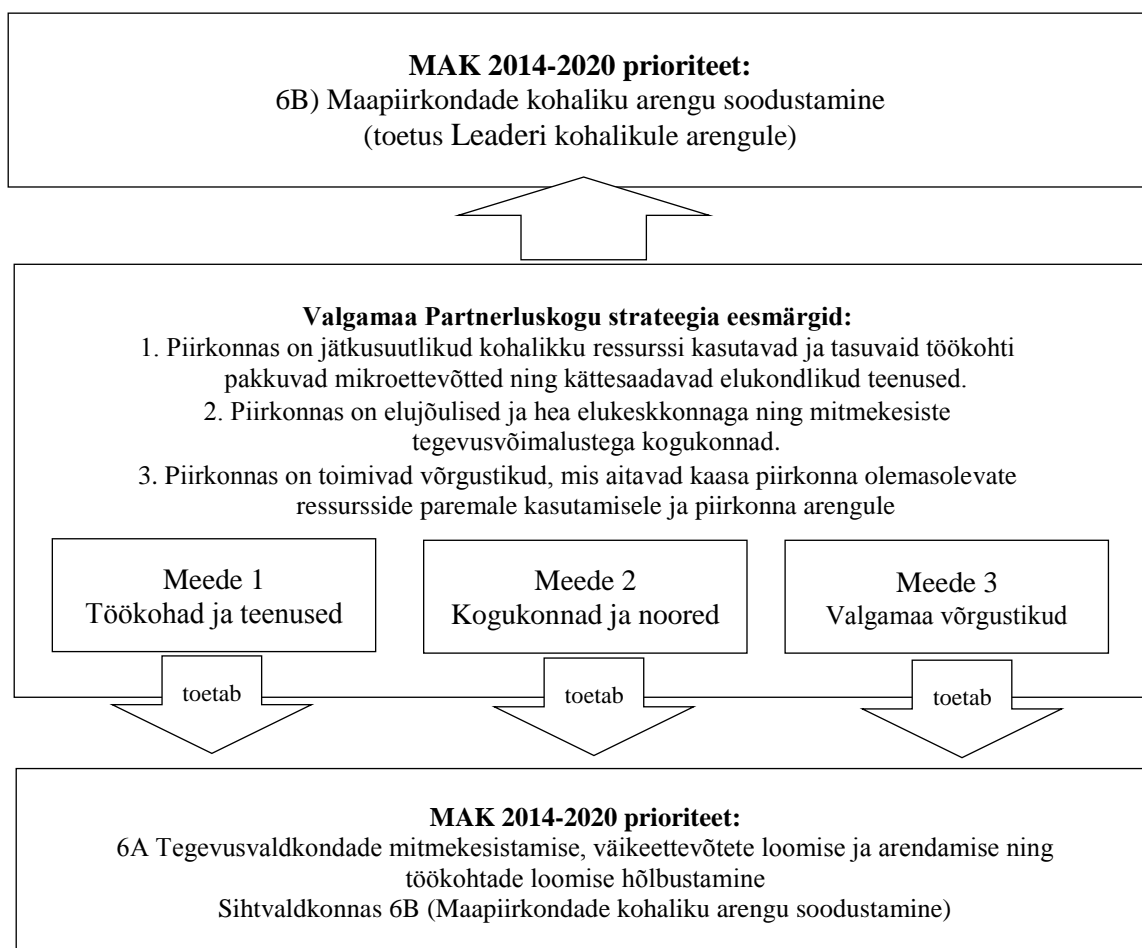 MAK 2014-2020 prioriteet:
6B) Maapiirkondade kohaliku arengu soodustamine
(toetus Leaderi kohalikule arengule)
Valgamaa Partnerluskogu strateegia eesmärgid:
1. Piirkonnas on jätkusuutlikud kohalikku ressurssi kasutavad ja tasuvaid töökohti
pakkuvad mikroettevõtted ning kättesaadavad elukondlikud teenused.
2. Piirkonnas on elujõulised ja hea elukeskkonnaga ning mitmekesiste
tegevusvõimalustega kogukonnad.
3. Piirkonnas on toimivad võrgustikud, mis aitavad kaasa piirkonna olemasolevate
ressursside paremale kasutamisele ja piirkonna arengule
Meede 1
Töökohad ja teenused
Meede 2
Kogukonnad ja noored
Meede 3
Valgamaa võrgustikud
toetab
toetab
toetab
MAK 2014-2020 prioriteet:
6A Tegevusvaldkondade mitmekesistamise, väikeettevõtete loomise ja arendamise ning
töökohtade loomise hõlbustamine
Sihtvaldkonnas 6B (Maapiirkondade kohaliku arengu soodustamine)